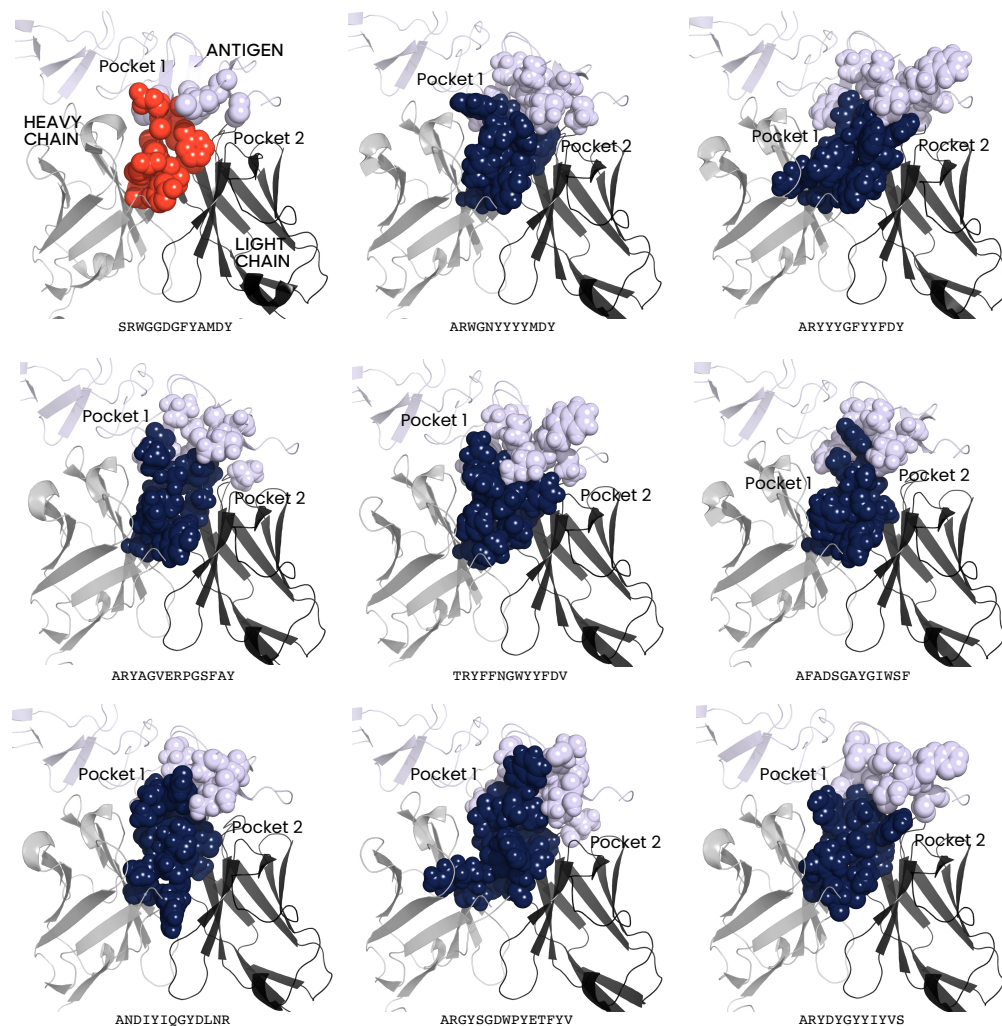 ANTIGEN
Pocket 1
HEAVY
CHAIN
Pocket 2
LIGHT
CHAIN
SRWGGDGFYAMDY
Pocket 1
Pocket 2
ARWGNYYYYMDY
Pocket 1
Pocket 2
ARYYYGFYYFDY
Pocket 1
Pocket 2
ARYAGVERPGSFAY
Pocket 1
Pocket 2
TRYFFNGWYYFDV
Pocket 1
Pocket 2
AFADSGAYGIWSF
Pocket 1
Pocket 2
ANDIYIQGYDLNR
Pocket 1
Pocket 2
ARGYSGDWPYETFYV
Pocket 1
Pocket 2
ARYDYGYYIYVS